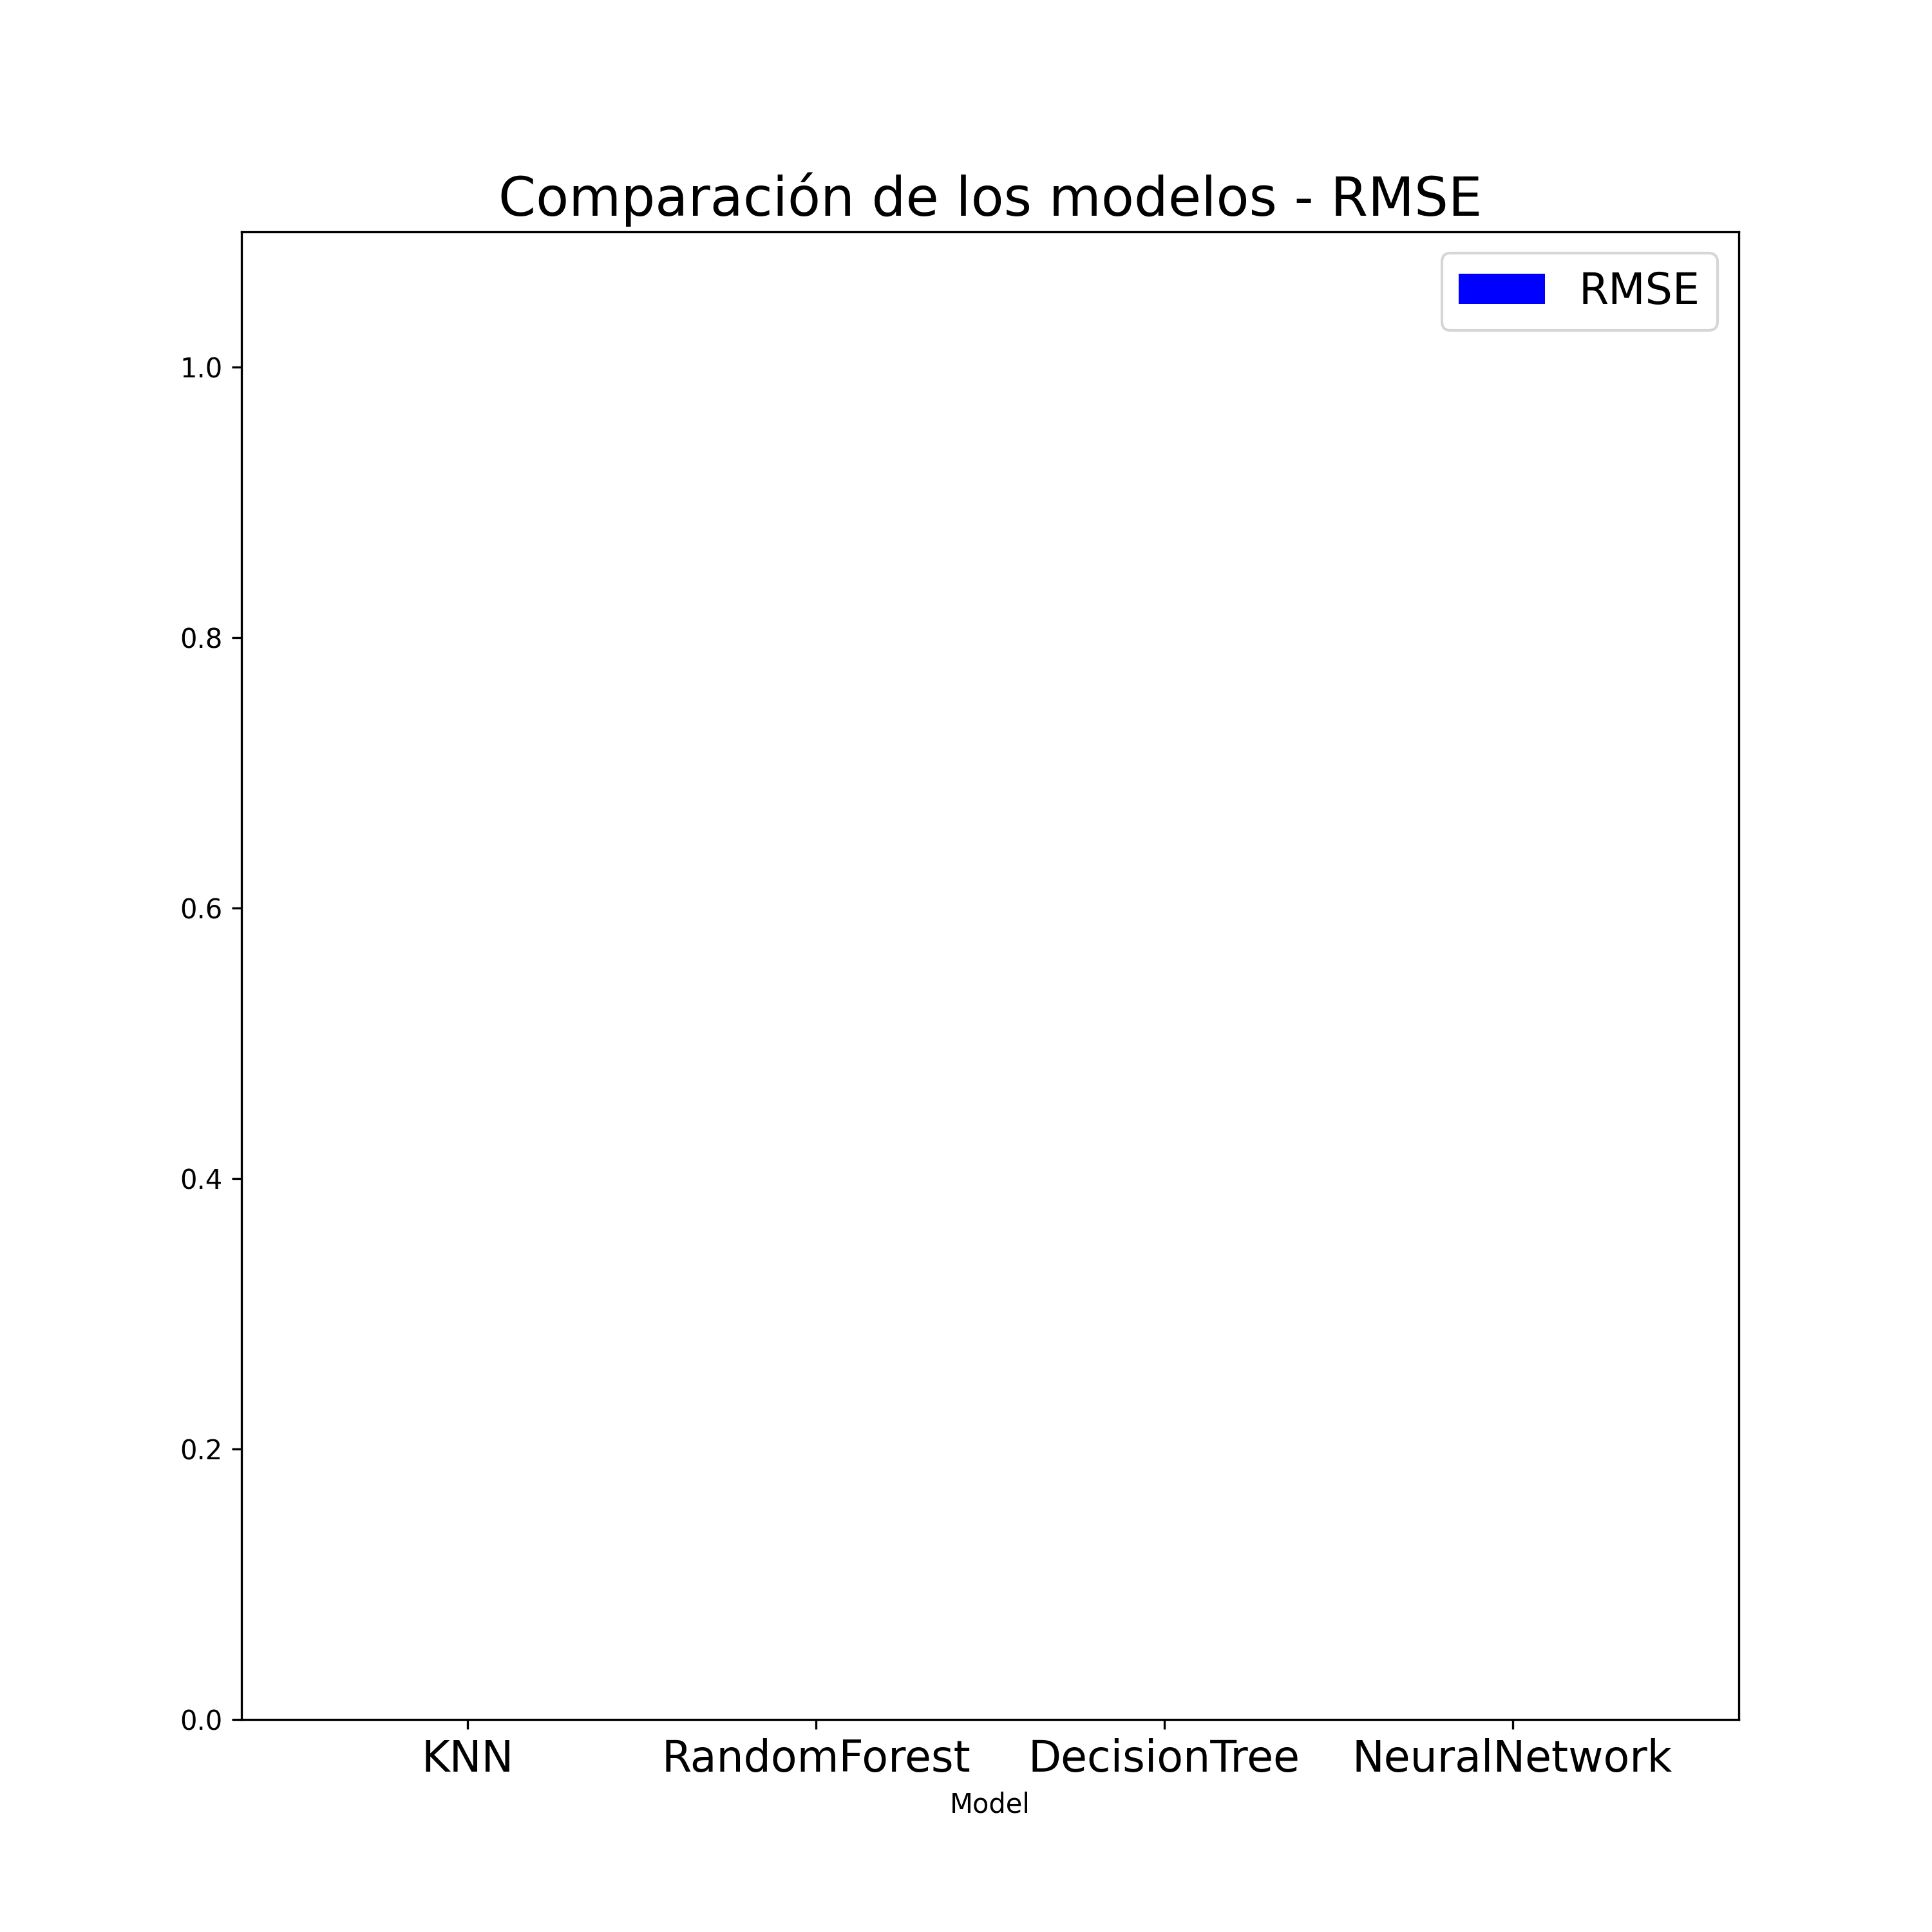 Comparación de los modelos - RMSE
RMSE
1.0
0.8
0.6
0.4
0.2
0.0
KNN RandomForest DecisionTree NeuralNetwork
Model